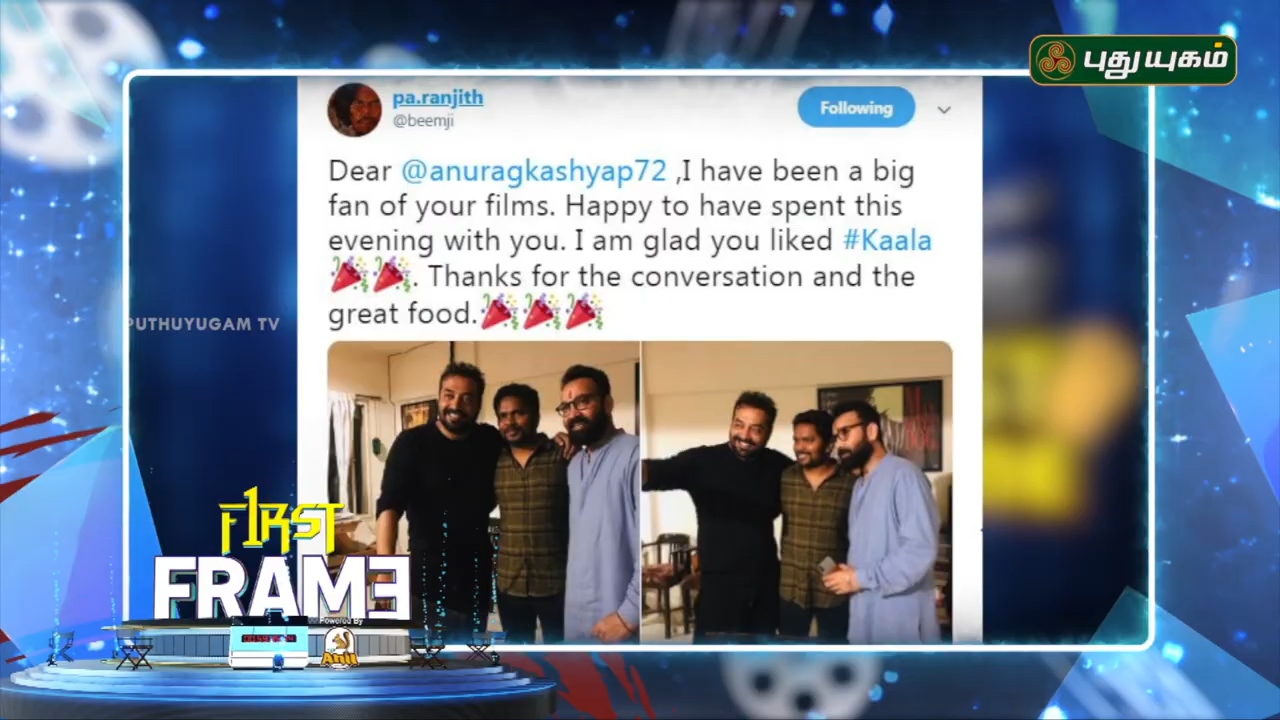 புதுயுகம்
pa.ranjith
@beemji
Following
Dear @anuragkashyap72 ,I have been a big
fan of your films. Happy to have spent this
evening with you. I am glad you liked #Kaala
🎉🎉. Thanks for the conversation and the
great food.🎉🎉🎉
PUTHUYUGAM TV
F1RST
FRAME
Powered By
Anil